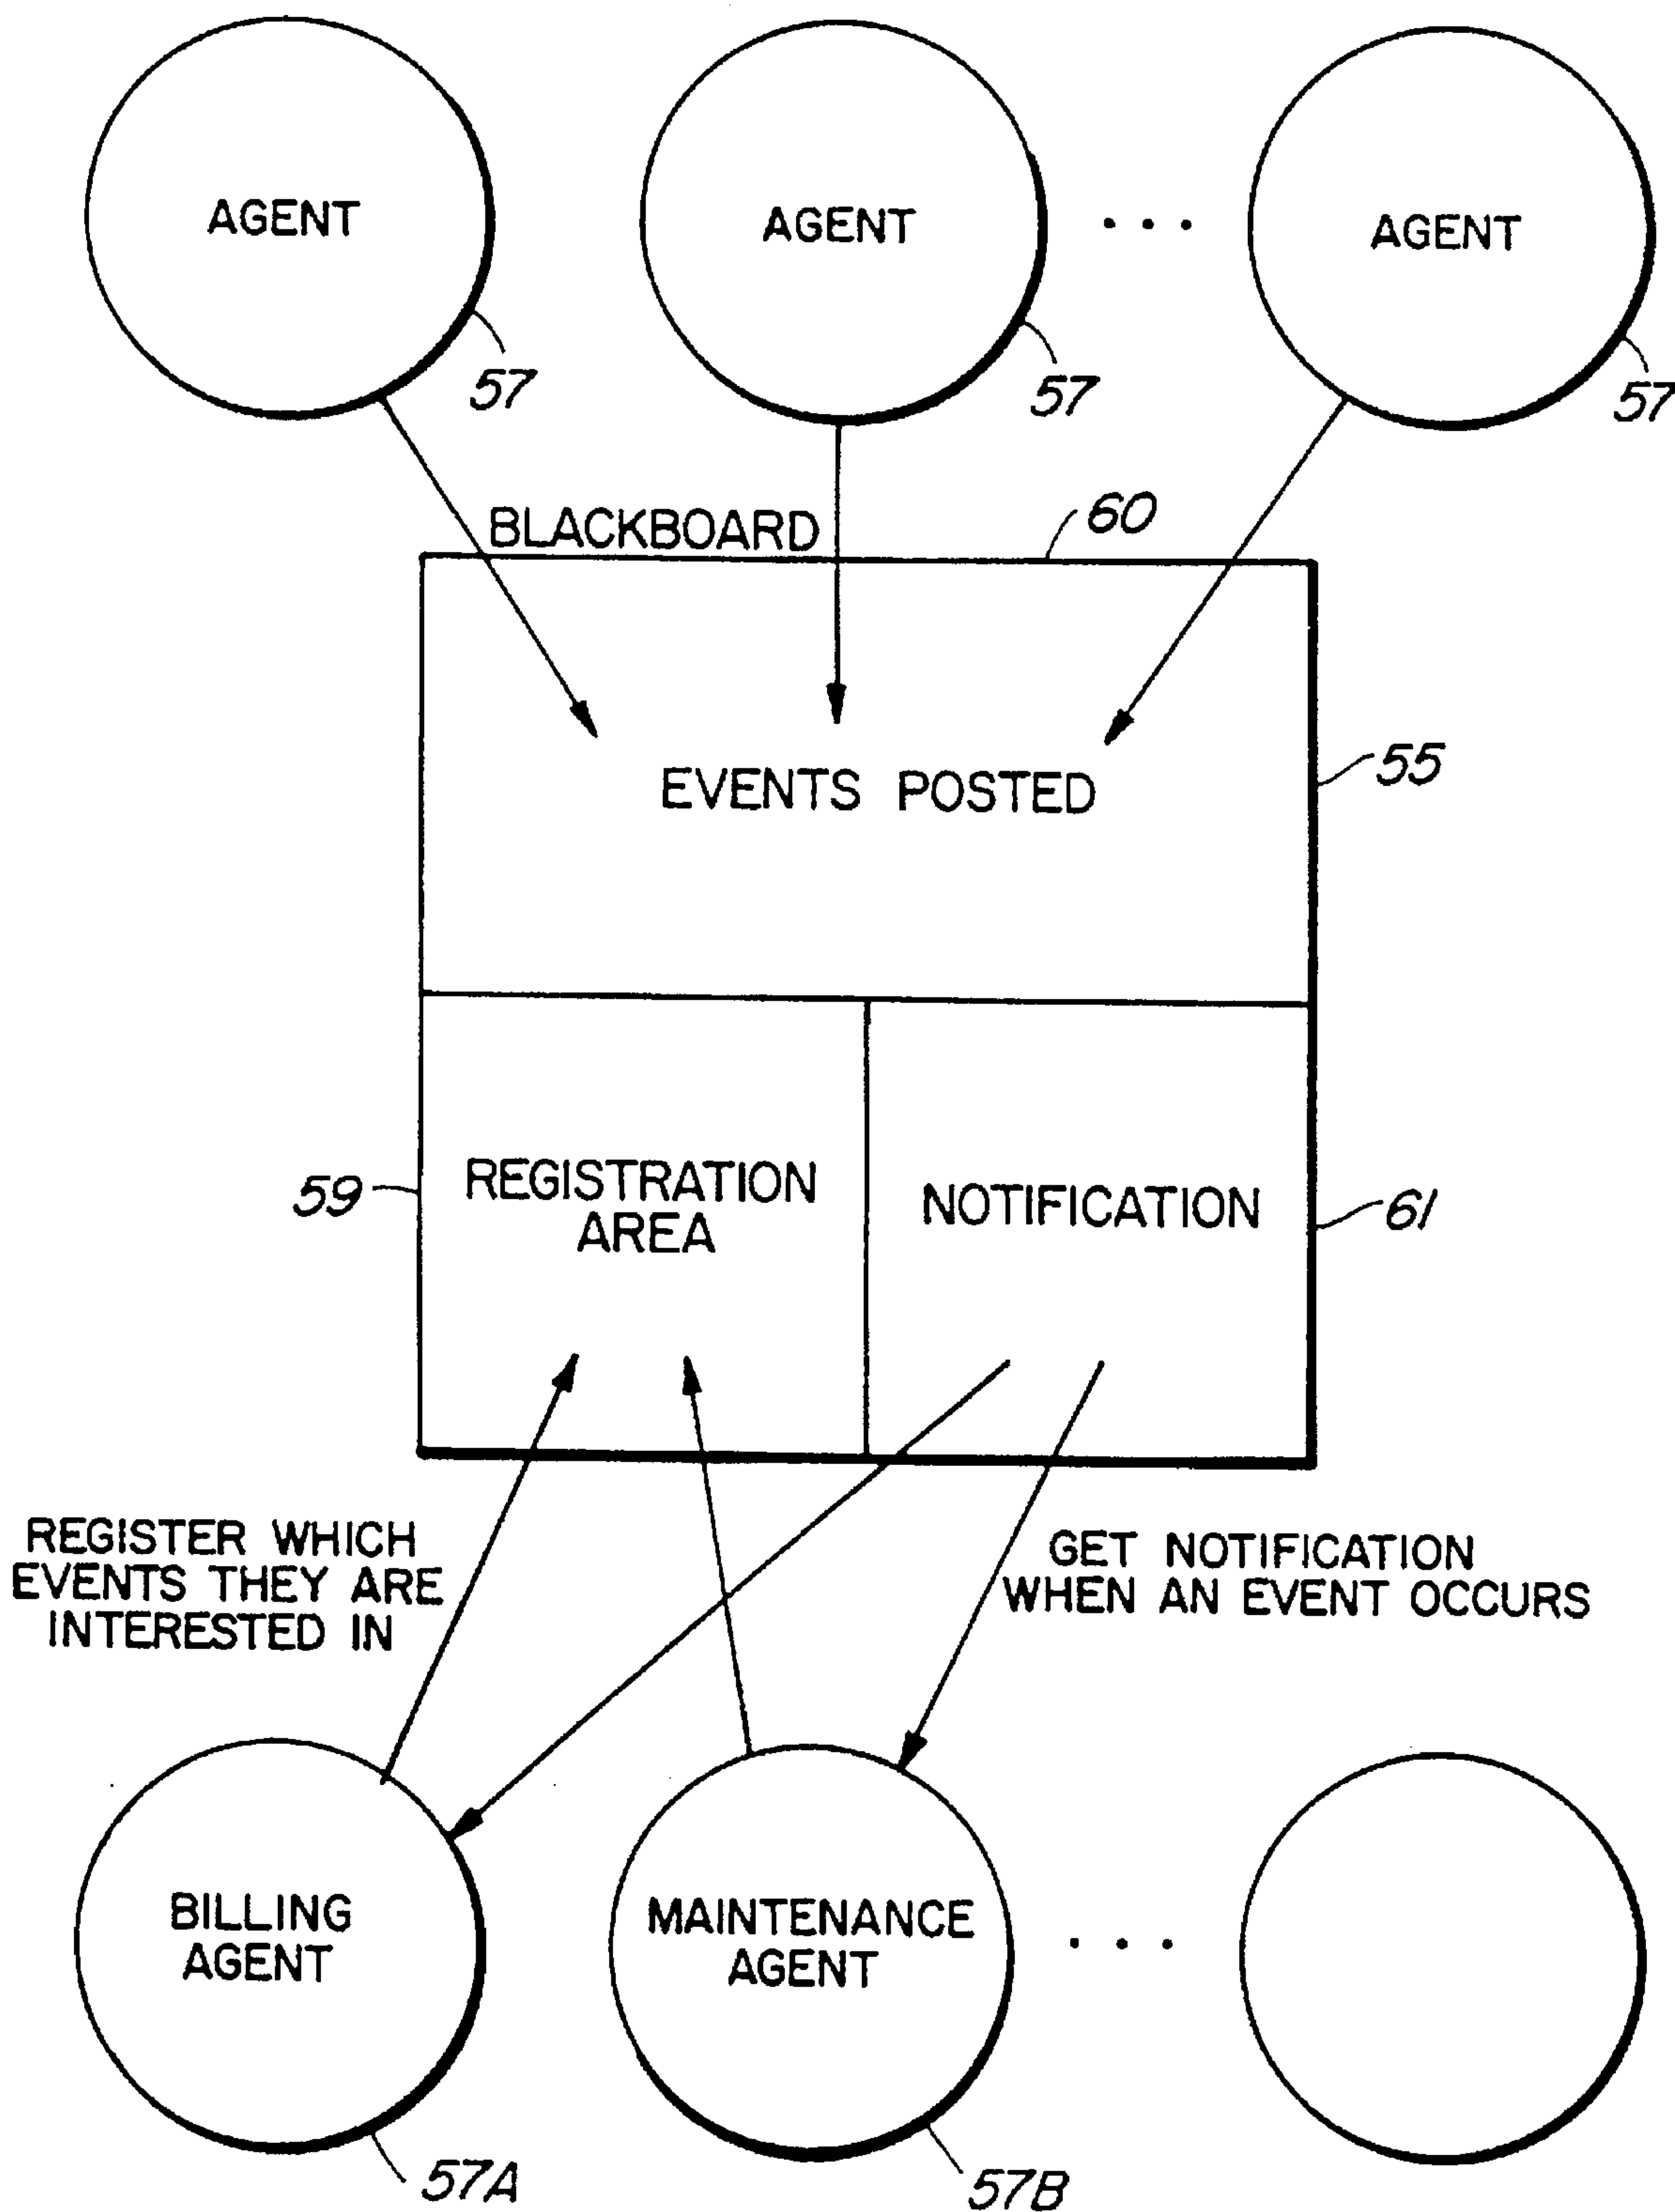 AGENT
AGENT
. . .
AGENT
57
57
57
BLACKBOARD
60
EVENTS POSTED
55
REGISTRATION
AREA
59
NOTIFICATION
61
REGISTER WHICH
EVENTS THEY ARE
INTERESTED IN
GET NOTIFICATION
WHEN AN EVENT OCCURS
BILLING
AGENT
MAINTENANCE
AGENT
. . .
57A
57B